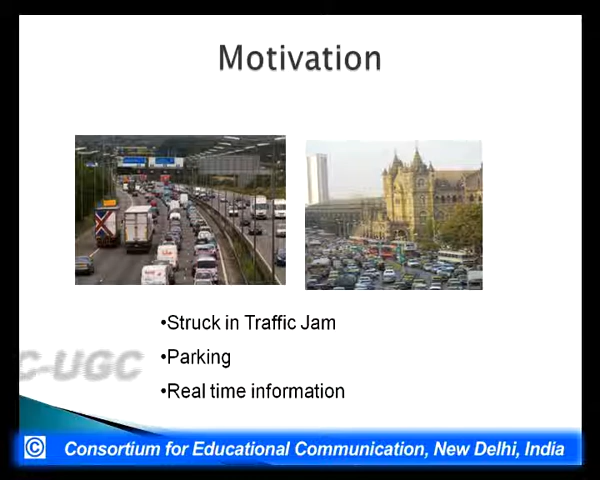 Motivation
•Struck in Traffic Jam
•Parking
•Real time information
C-UGC
© Consortium for Educational Communication, New Delhi, India